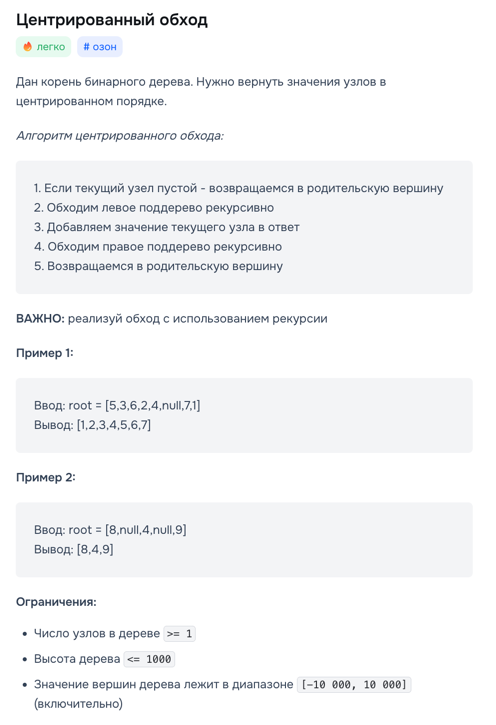 Центрированный обход
🔥 легко # озон
Дан корень бинарного дерева. Нужно вернуть значения узлов в
центрированном порядке.
Алгоритм центрированного обхода:
1. Если текущий узел пустой - возвращаемся в родительскую вершину
2. Обходим левое поддерево рекурсивно
3. Добавляем значение текущего узла в ответ
4. Обходим правое поддерево рекурсивно
5. Возвращаемся в родительскую вершину
ВАЖНО: реализуй обход с использованием рекурсии
Пример 1:
Ввод: root = [5,3,6,2,4,null,7,1]
Вывод: [1,2,3,4,5,6,7]
Пример 2:
Ввод: root = [8,null,4,null,9]
Вывод: [8,4,9]
Ограничения:
• Число узлов в дереве >= 1
• Высота дерева <= 1000
• Значение вершин дерева лежит в диапазоне [-10 000, 10 000]
(включительно)